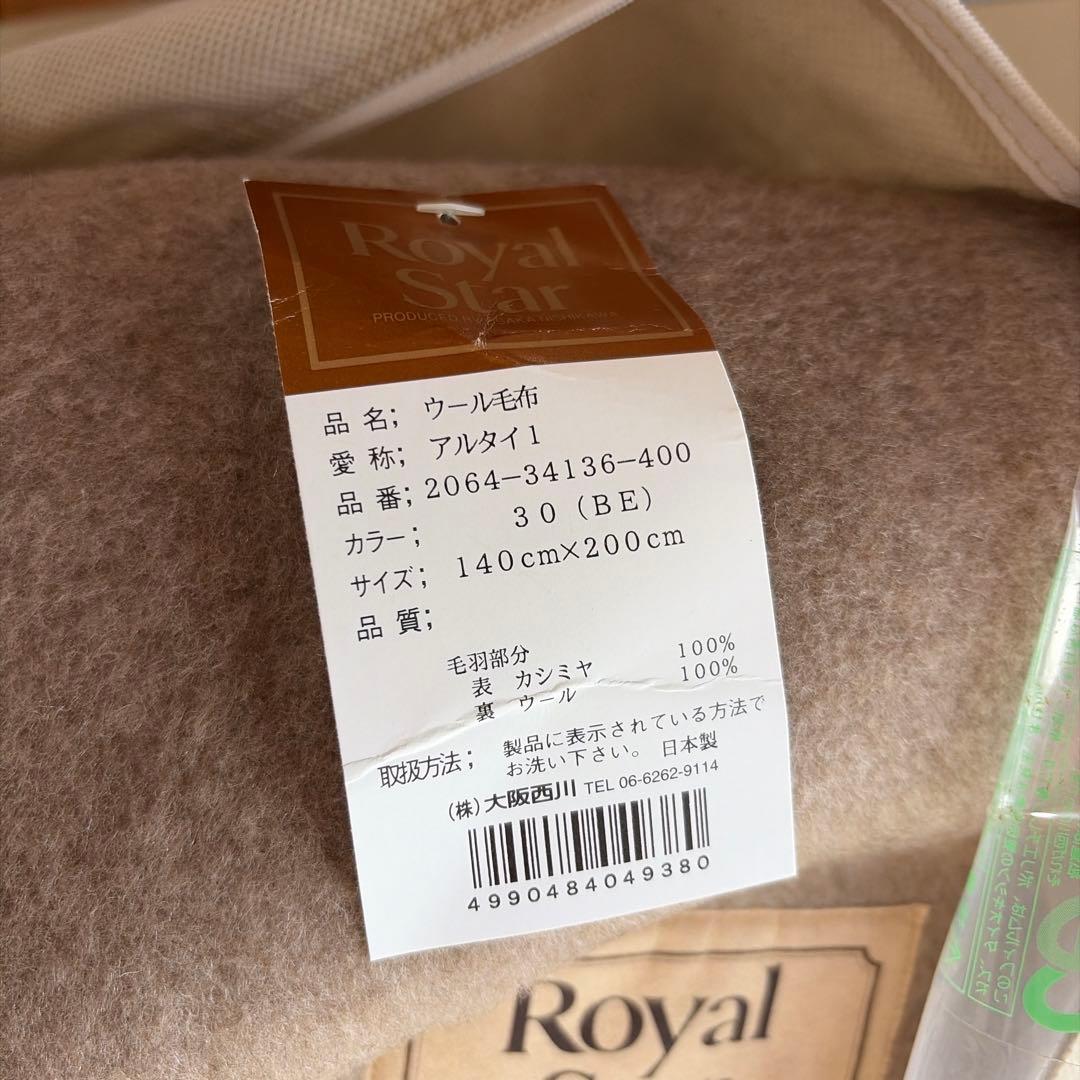 Royal
Star
PRODUCED BY OSAKA NISHIKAWA
品 名； ウール毛布
愛 称； アルタイ１
品 番； ２０６４−３４１３６−４００
カラー； ３０（ＢＥ）
サイズ； １４０ｃｍ×２００ｃｍ
品 質；
毛羽部分
表 カシミヤ １００％
裏 ウール １００％
取扱方法； 製品に表示されている方法で
お洗い下さい。 日本製
(株) 大阪西川 TEL 06-6262-9114
4990484049380
Royal